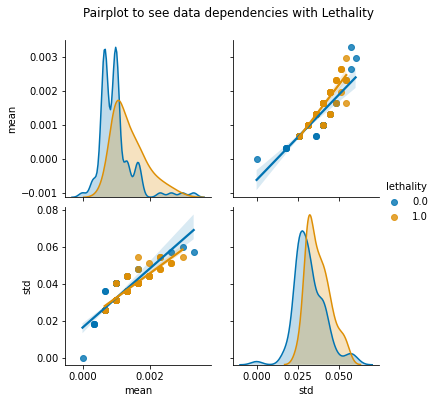 Pairplot to see data dependencies with Lethality
mean
0.003
0.002
0.001
0.000
−0.001
lethality
0.0
1.0
std
0.08
0.06
0.04
0.02
0.00
0.000 0.002
mean
0.000 0.025 0.050
std